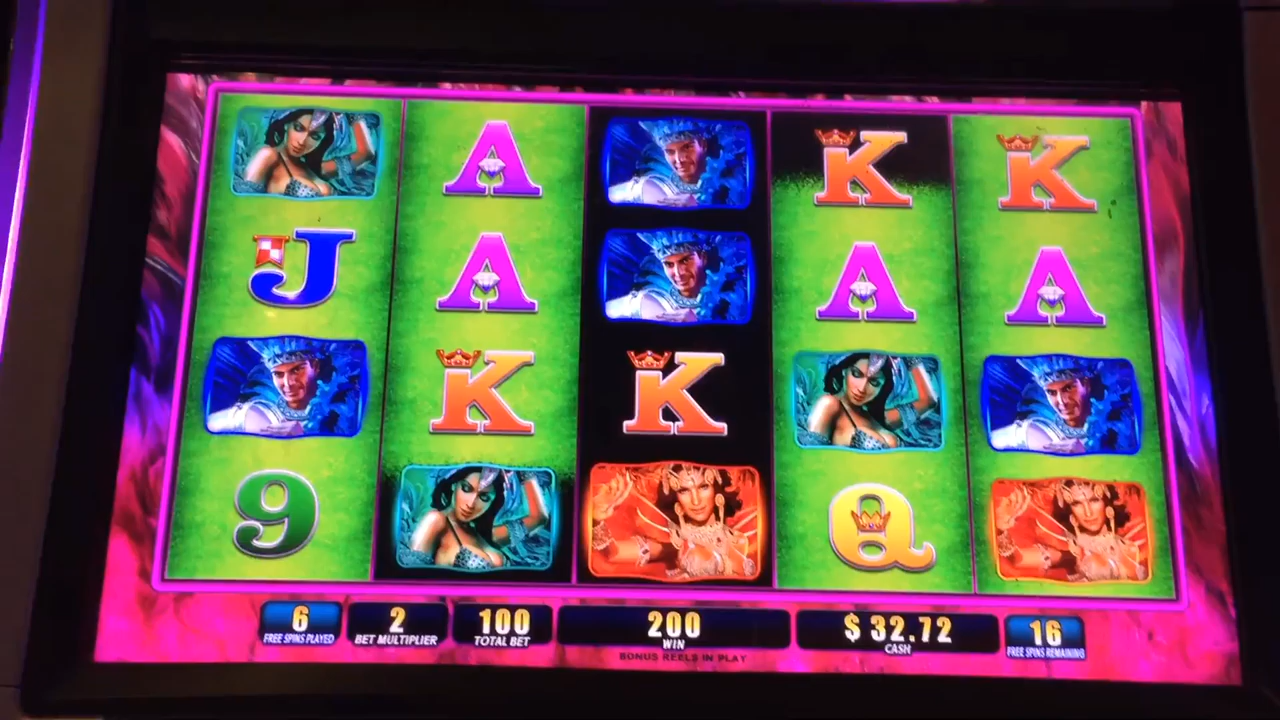 A K K
J A A A
K K
9 Q
6 2 100 200 $ 32.72 16
FREE SPINS PLAYED BET MULTIPLIER TOTAL BET WIN CASH FREE SPINS REMAINING
BONUS REELS IN PLAY